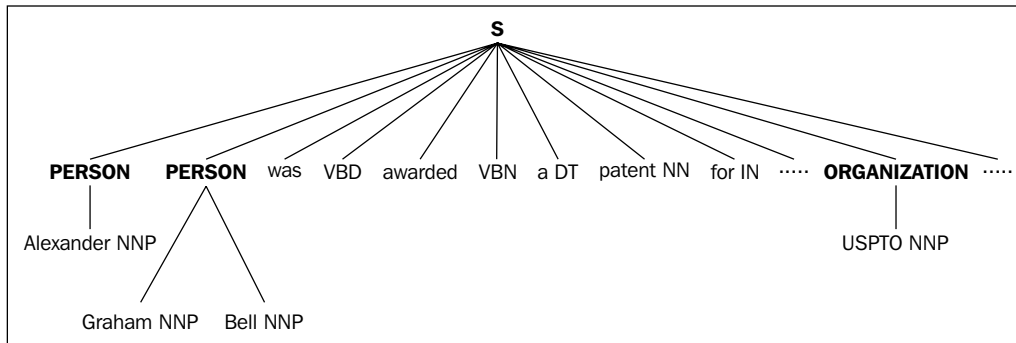 S
PERSON PERSON was VBD awarded VBN a DT patent NN for IN ..... ORGANIZATION .....
Alexander NNP USPTO NNP
Graham NNP Bell NNP